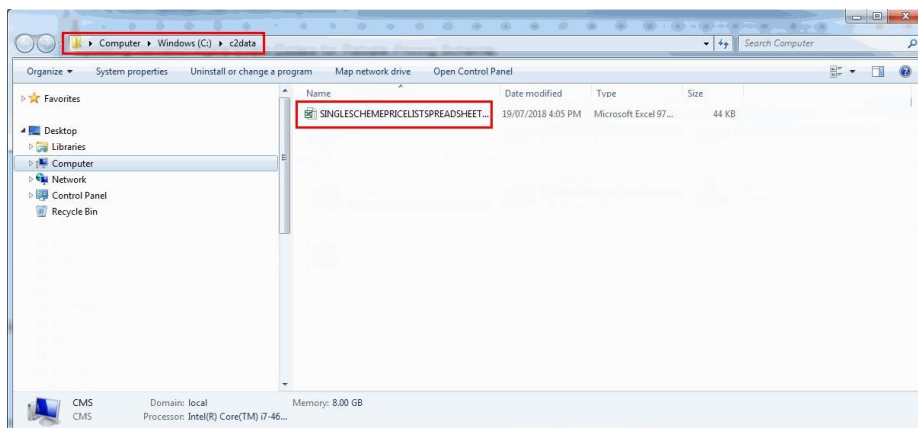 Computer ▸ Windows (C:) ▸ c2data
Search Computer
Organize ▾ System properties Uninstall or change a program Map network drive Open Control Panel
Favorites
Name Date modified Type Size
SINGLESCHEMEPRICELISTSPREADSHEET... 19/07/2018 4:05 PM Microsoft Excel 97... 44 KB
Desktop
Libraries
Computer
Network
Control Panel
Recycle Bin
CMS Domain: local Memory: 8.00 GB
CMS Processor: Intel(R) Core(TM) i7-46...